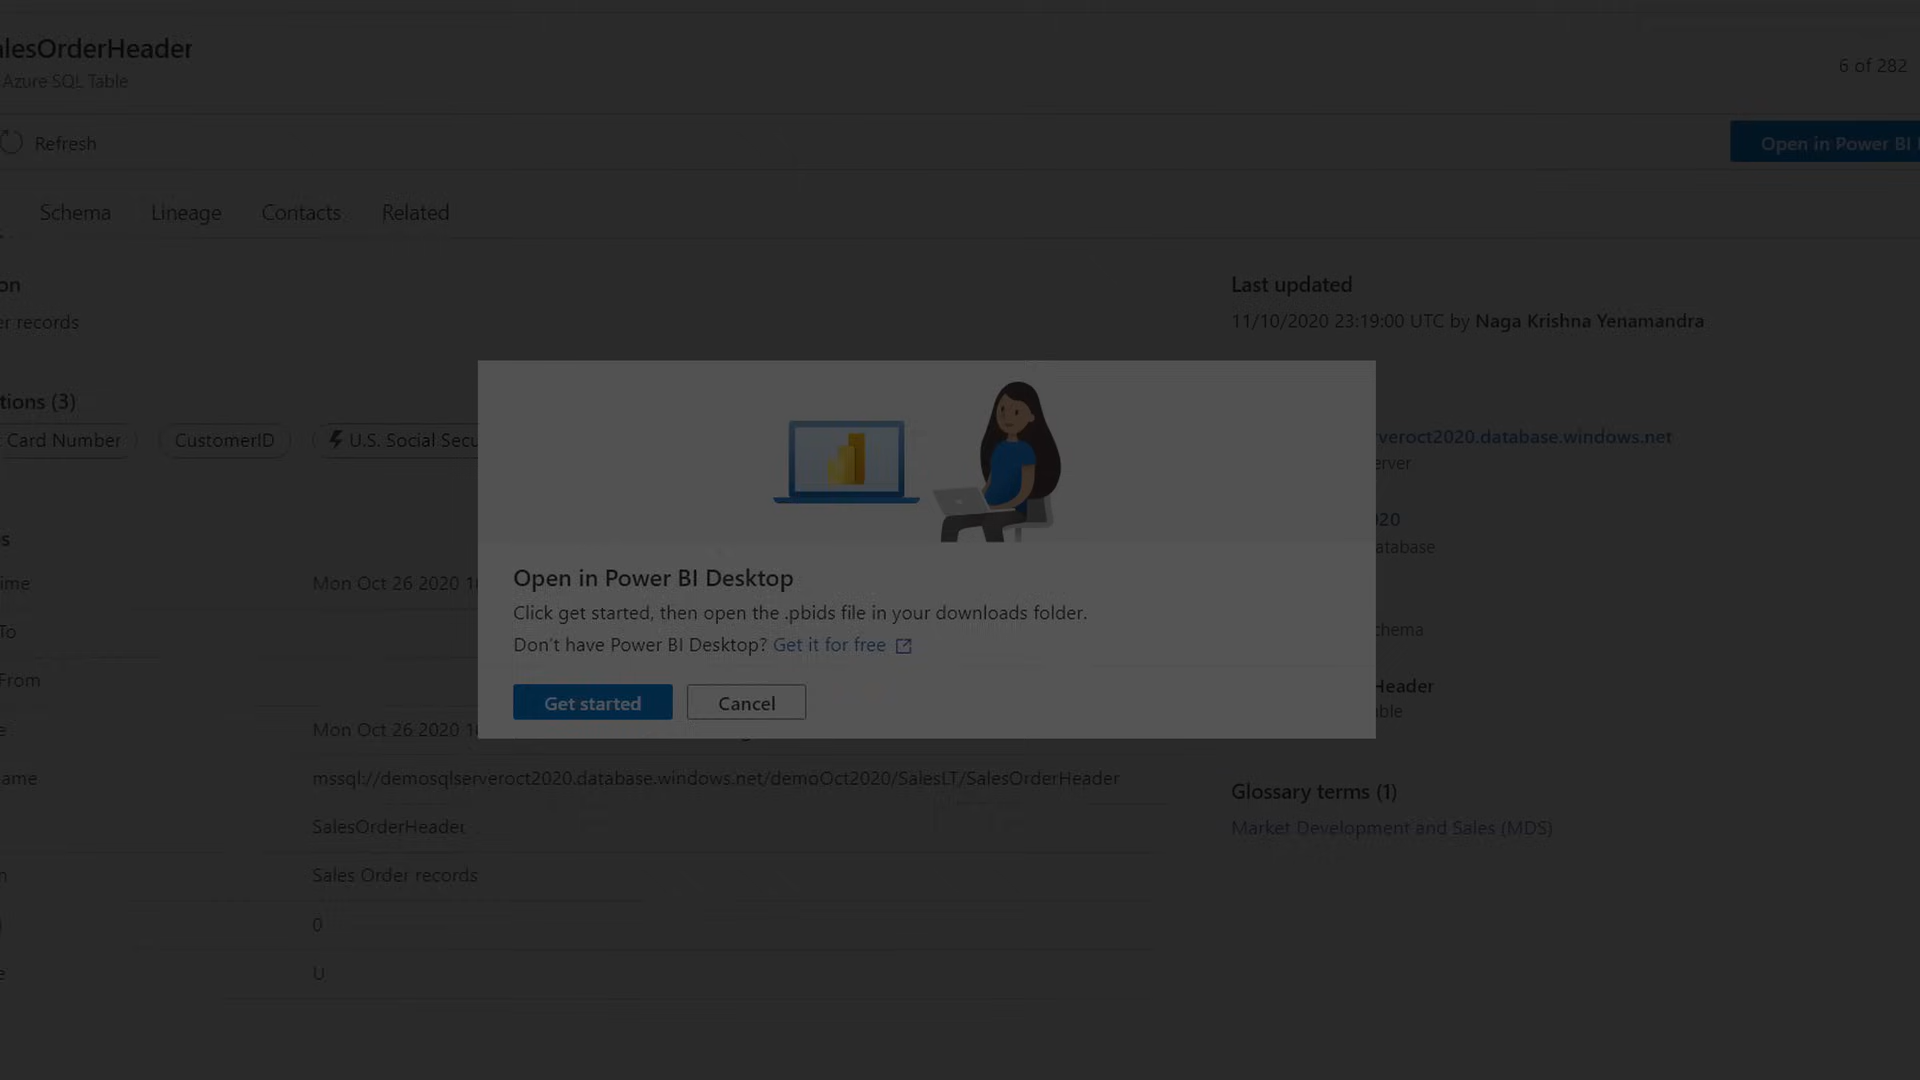 alesOrderHeader
Azure SQL Table
6 of 282
Refresh
Open in Power BI
Schema Lineage Contacts Related
on
er records
Last updated
11/10/2020 23:19:00 UTC by Naga Krishna Yenamandra
tions (3)
Card Number CustomerID U.S. Social Secu
veroct2020.database.windows.net
erver
20
atabase
s
ime Mon Oct 26 2020 1
To
From
e Mon Oct 26 2020 1
Open in Power BI Desktop
Click get started, then open the .pbids file in your downloads folder.
Don't have Power BI Desktop? Get it for free
Get started Cancel
chema
Header
ble
ame mssql://demosqlserveroct2020.database.windows.net/demoOct2020/SalesLT/SalesOrderHeader
SalesOrderHeader
n Sales Order records
0
e U
Glossary terms (1)
Market Development and Sales (MDS)